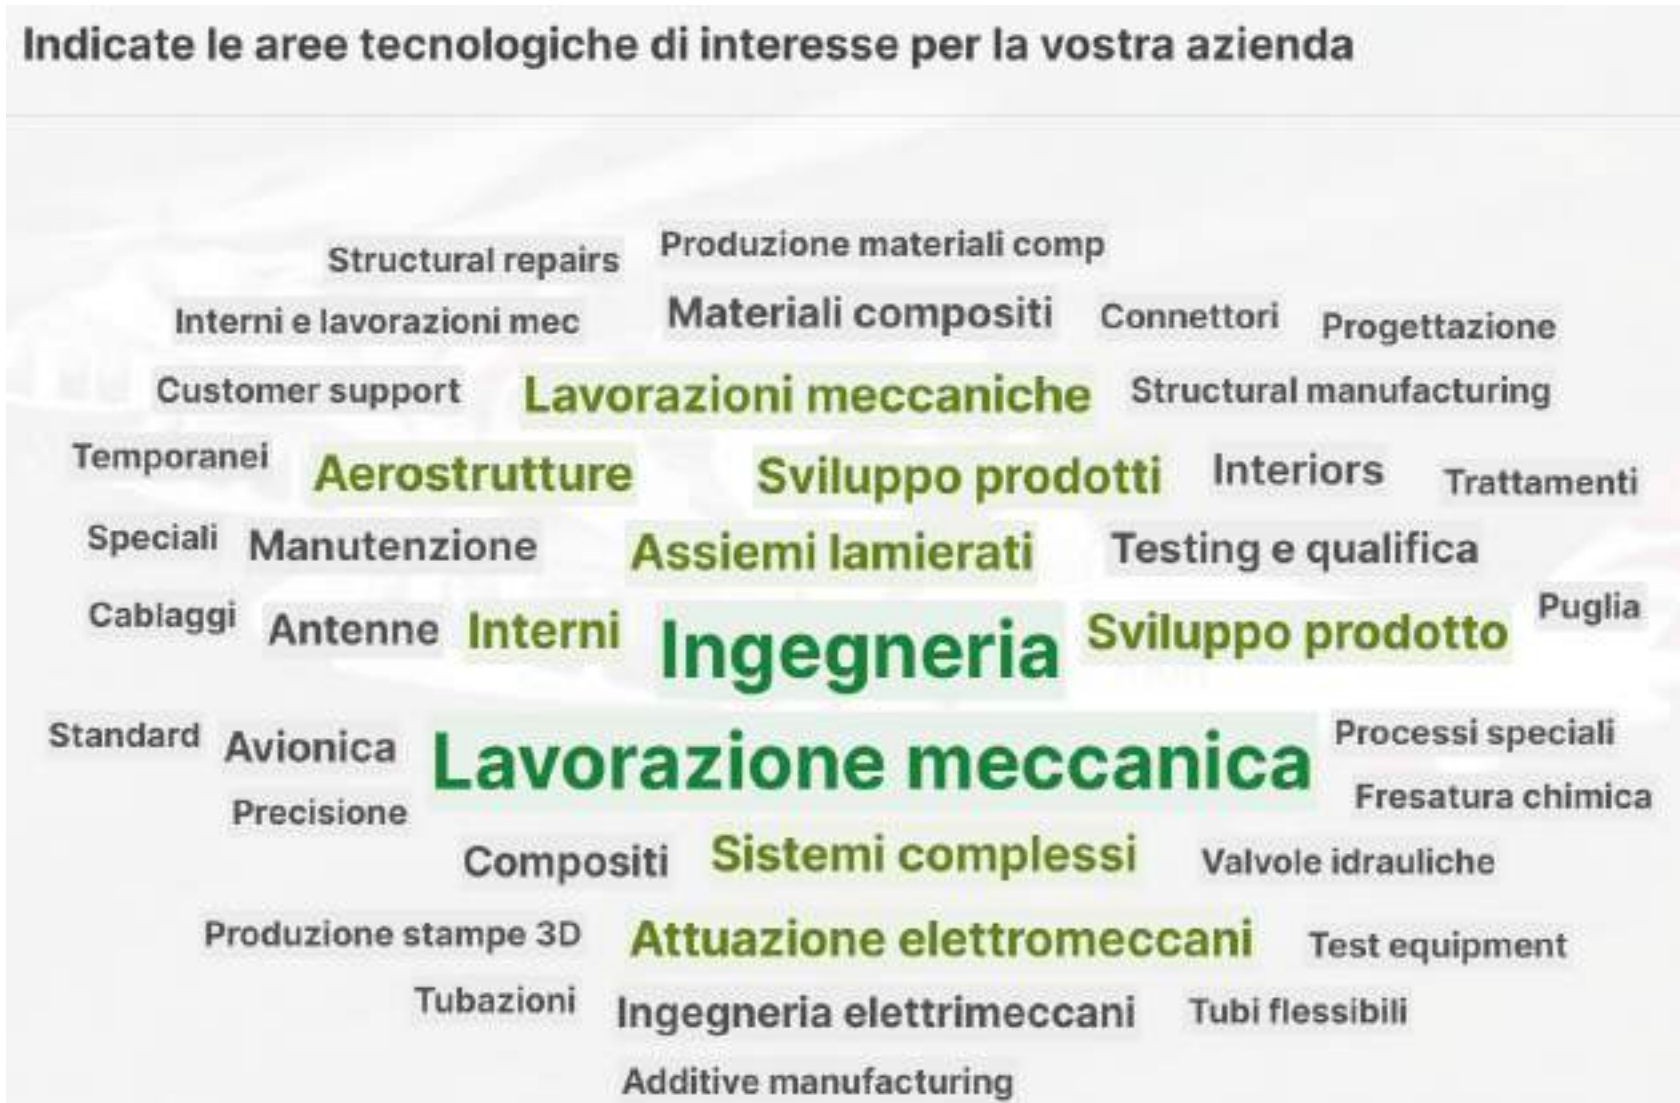 Indicate le aree tecnologiche di interesse per la vostra azienda
Structural repairs Produzione materiali comp
Interni e lavorazioni mec Materiali compositi Connettori Progettazione
Customer support Lavorazioni meccaniche Structural manufacturing
Temporanei Aerostrutture Sviluppo prodotti Interiors Trattamenti
Speciali Manutenzione Assiemi lamierati Testing e qualifica
Cablaggi Antenne Interni Ingegneria Sviluppo prodotto Puglia
Standard Avionica Lavorazione meccanica Processi speciali
Precisione Fresatura chimica
Compositi Sistemi complessi Valvole idrauliche
Produzione stampe 3D Attuazione elettromeccani Test equipment
Tubazioni Ingegneria elettrimeccani Tubi flessibili
Additive manufacturing